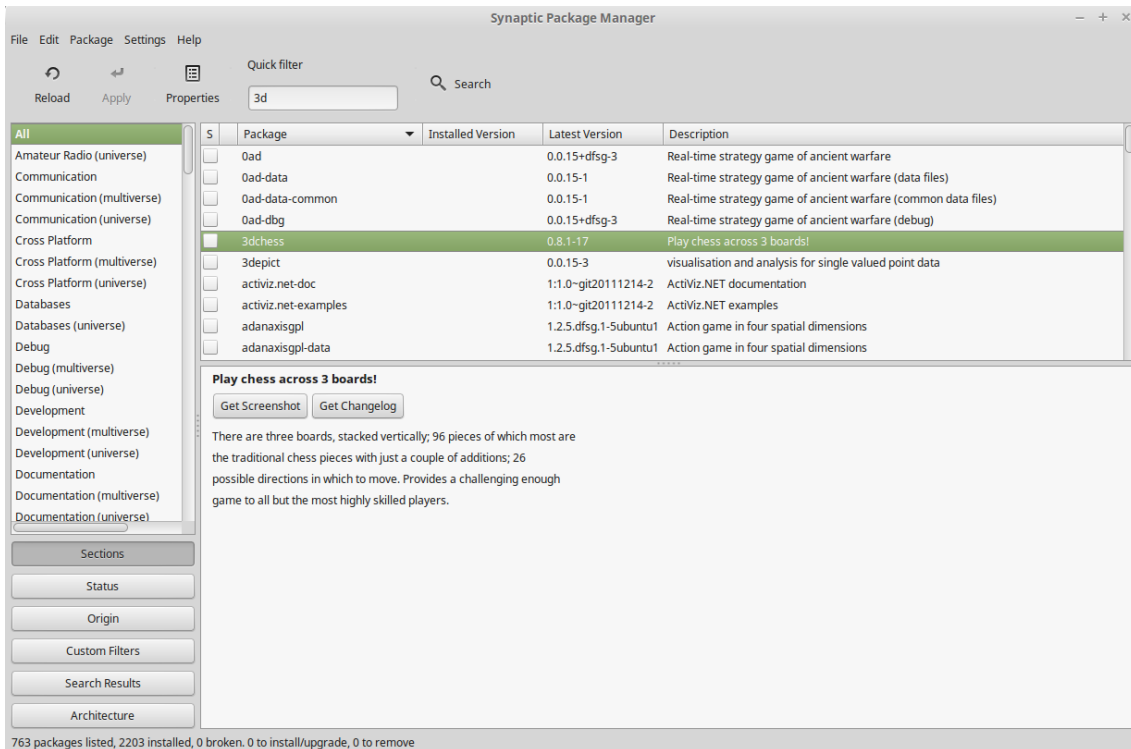 Synaptic Package Manager
File Edit Package Settings Help
Reload
Apply
Properties
Quick filter
3d
Search
All
Amateur Radio (universe)
Communication
Communication (multiverse)
Communication (universe)
Cross Platform
Cross Platform (multiverse)
Cross Platform (universe)
Databases
Databases (universe)
Debug
Debug (multiverse)
Debug (universe)
Development
Development (multiverse)
Development (universe)
Documentation
Documentation (multiverse)
Documentation (universe)
Sections
Status
Origin
Custom Filters
Search Results
Architecture
S Package Installed Version Latest Version Description
0ad 0.0.15+dfsg-3 Real-time strategy game of ancient warfare
0ad-data 0.0.15-1 Real-time strategy game of ancient warfare (data files)
0ad-data-common 0.0.15-1 Real-time strategy game of ancient warfare (common data files)
0ad-dbg 0.0.15+dfsg-3 Real-time strategy game of ancient warfare (debug)
3dchess 0.8.1-17 Play chess across 3 boards!
3depict 0.0.15-3 visualisation and analysis for single valued point data
activiz.net-doc 1:1.0~git20111214-2 ActiViz.NET documentation
activiz.net-examples 1:1.0~git20111214-2 ActiViz.NET examples
adanaxisgpl 1.2.5.dfsg.1-5ubuntu1 Action game in four spatial dimensions
adanaxisgpl-data 1.2.5.dfsg.1-5ubuntu1 Action game in four spatial dimensions
Play chess across 3 boards!
Get Screenshot Get Changelog
There are three boards, stacked vertically; 96 pieces of which most are
the traditional chess pieces with just a couple of additions; 26
possible directions in which to move. Provides a challenging enough
game to all but the most highly skilled players.
763 packages listed, 2203 installed, 0 broken. 0 to install/upgrade, 0 to remove